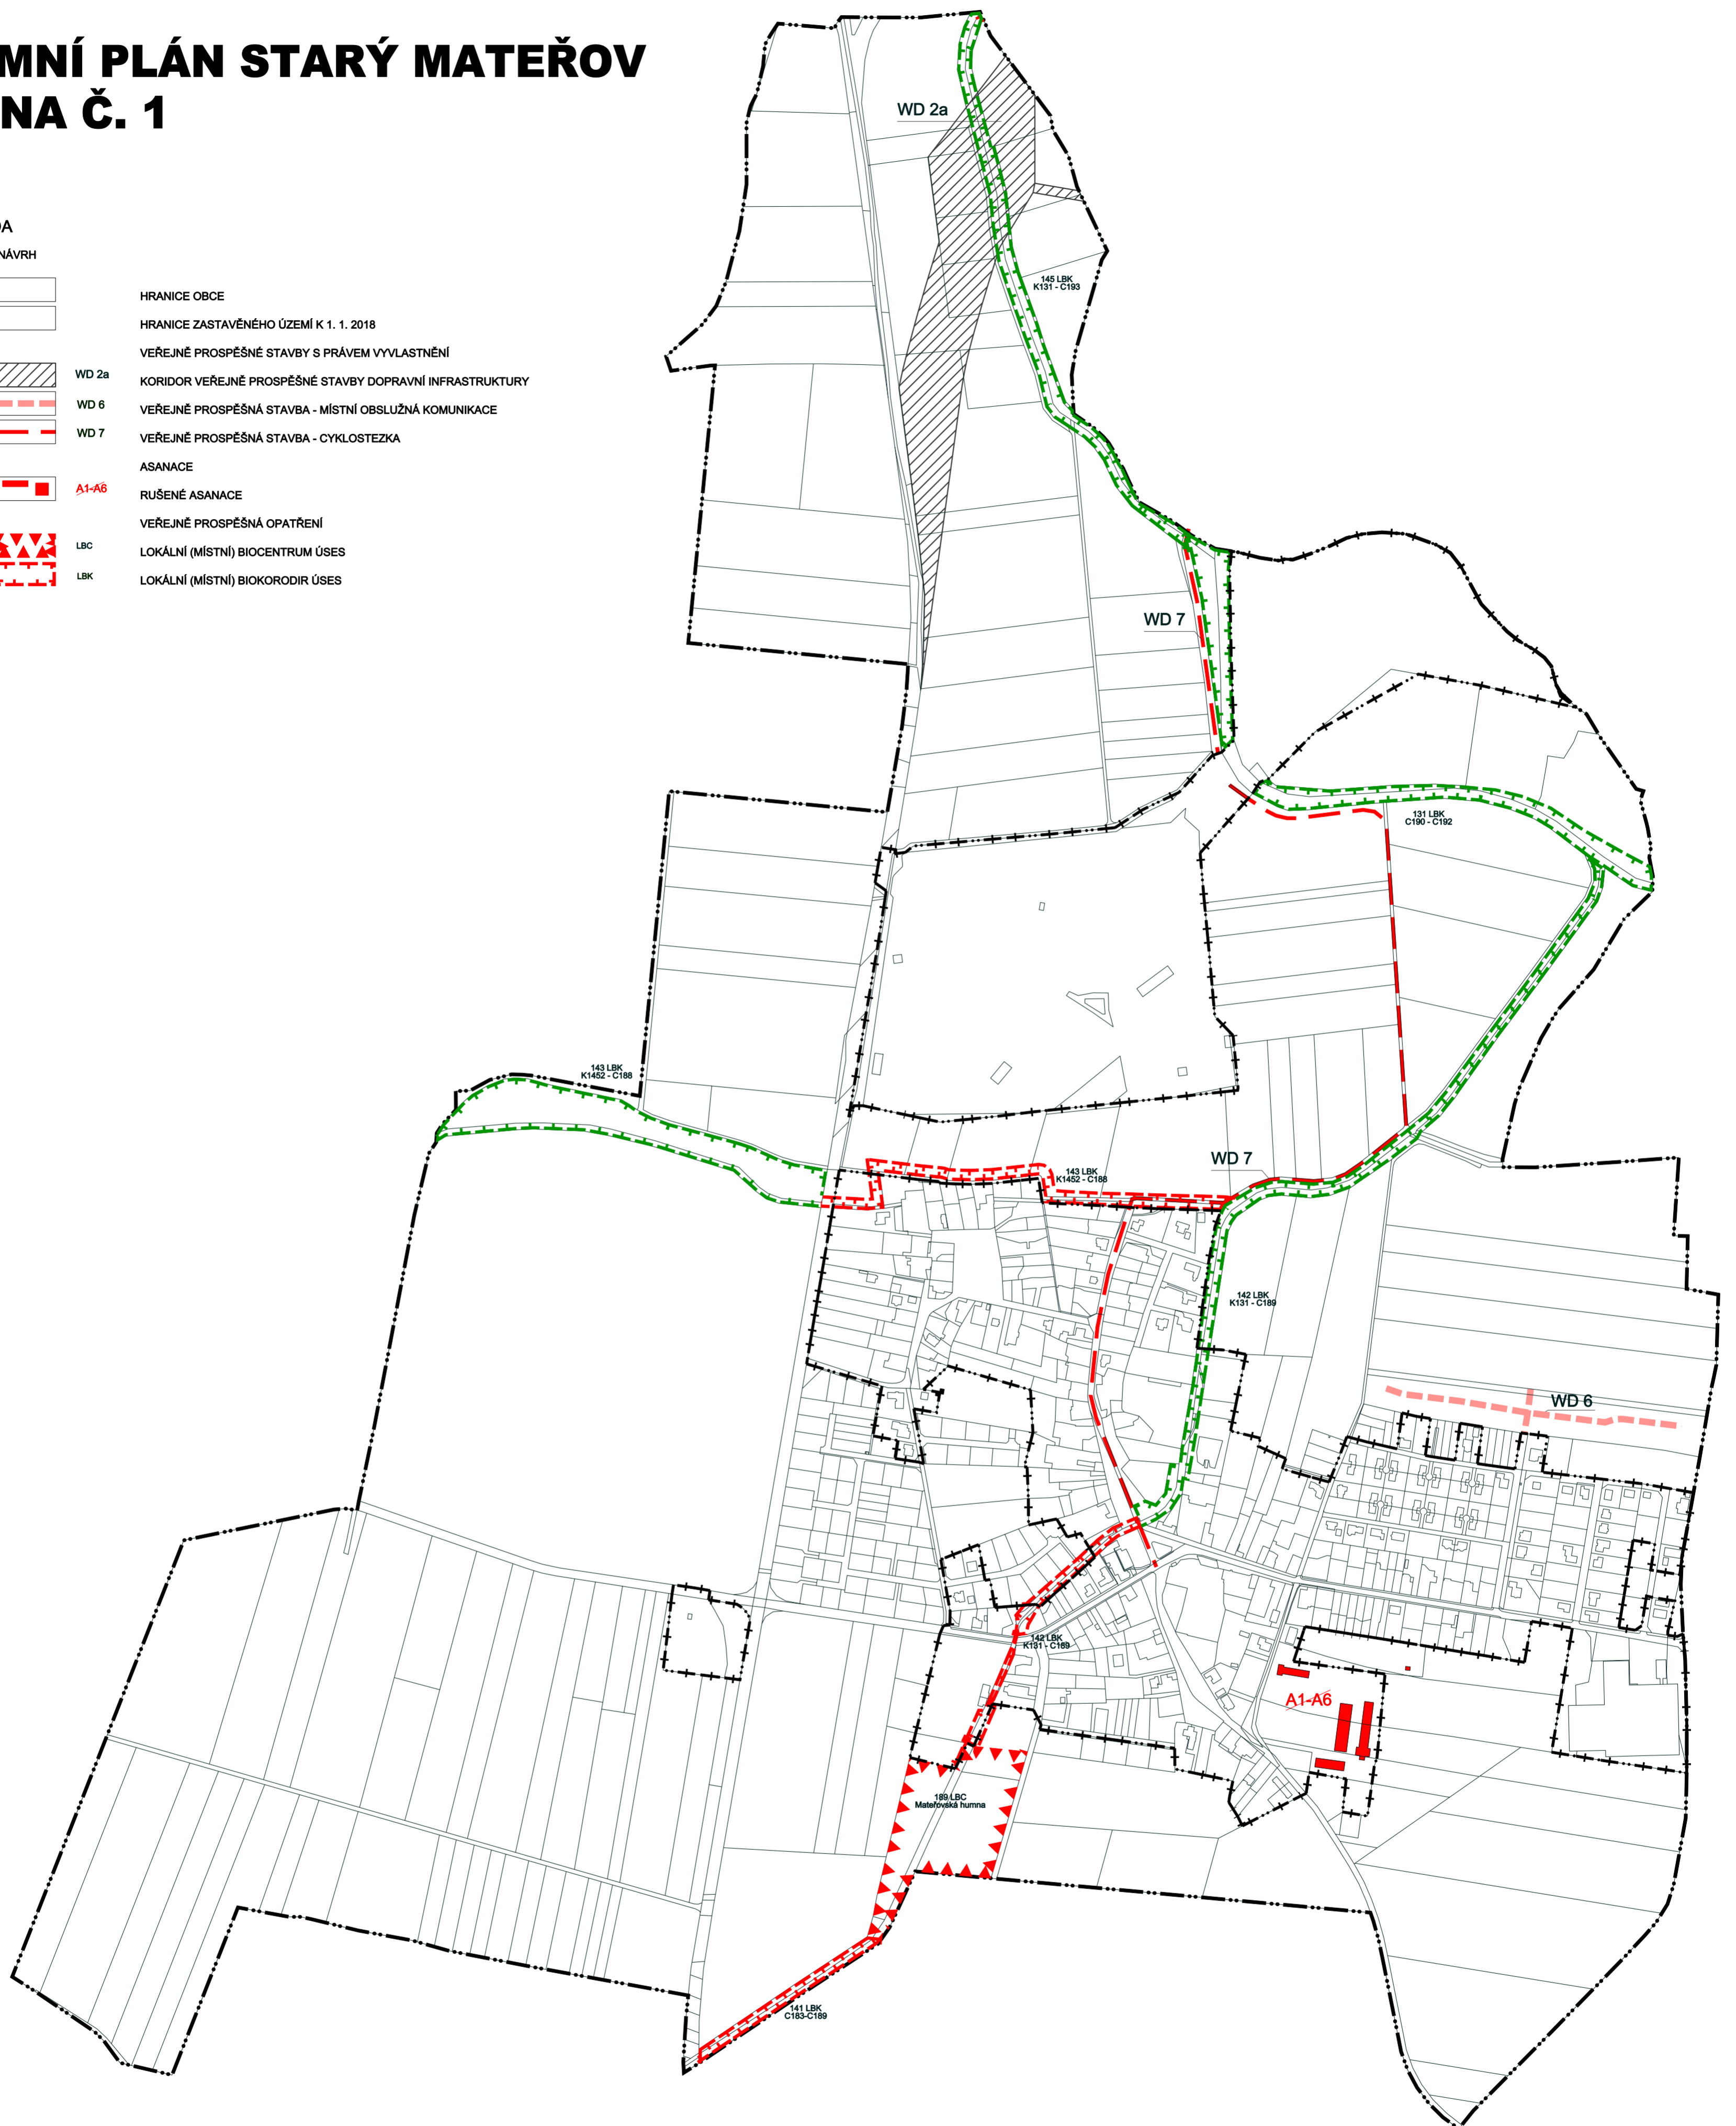 MNÍ PLÁN STARÝ MATEŘOV
NA Č. 1
DA
NÁVRH
HRANICE OBCE
HRANICE ZASTAVĚNÉHO ÚZEMÍ K 1. 1. 2018
VEŘEJNĚ PROSPĚŠNÉ STAVBY S PRÁVEM VYVLASTNĚNÍ
WD 2a KORIDOR VEŘEJNĚ PROSPĚŠNÉ STAVBY DOPRAVNÍ INFRASTRUKTURY
WD 6 VEŘEJNĚ PROSPĚŠNÁ STAVBA - MÍSTNÍ OBSLUŽNÁ KOMUNIKACE
WD 7 VEŘEJNĚ PROSPĚŠNÁ STAVBA - CYKLOSTEZKA
ASANACE
A1-A6 RUŠENÉ ASANACE
VEŘEJNĚ PROSPĚŠNÁ OPATŘENÍ
LBC LOKÁLNÍ (MÍSTNÍ) BIOCENTRUM ÚSES
LBK LOKÁLNÍ (MÍSTNÍ) BIOKORODIR ÚSES
WD 2a
145 LBK
K131 - C193
WD 7
131 LBK
C190 - C192
143 LBK
K1452 - C188
143 LBK
K1452 - C188
WD 7
142 LBK
K131 - C189
WD 6
142 LBK
K131 - C189
A1-A6
189 LBC
Mateřovská humna
141 LBK
C183-C189